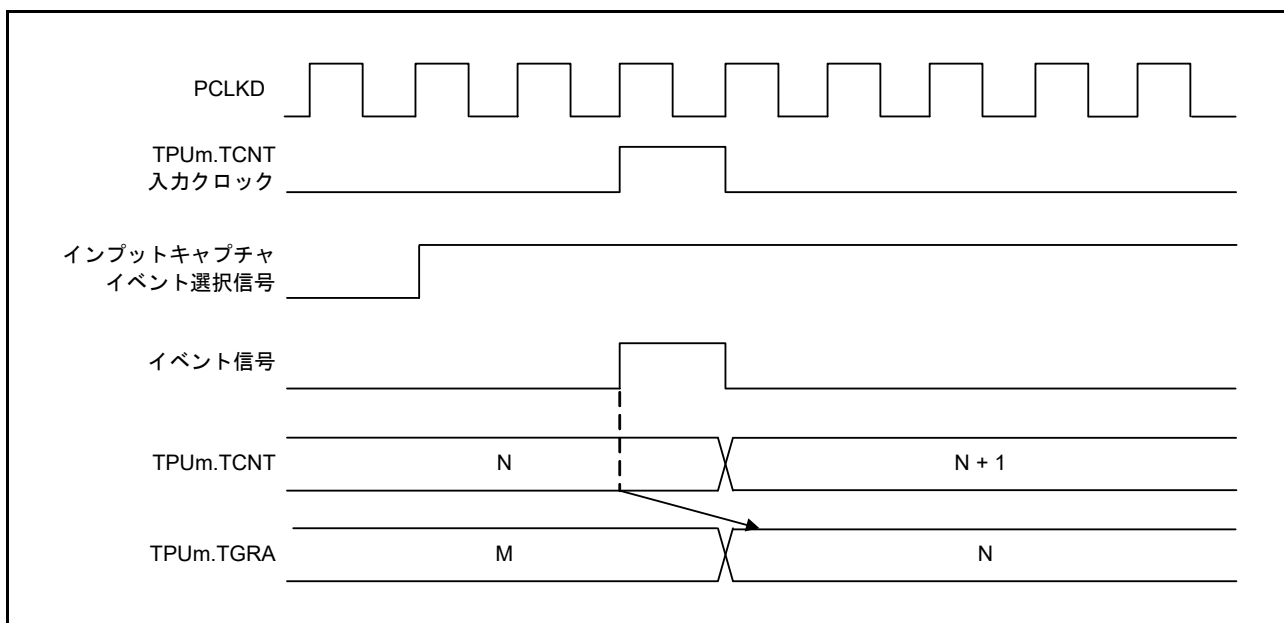 PCLKD
TPUm.TCNT
入力クロック
インプットキャプチャ
イベント選択信号
イベント信号
TPUm.TCNT
N
N + 1
TPUm.TGRA
M
N